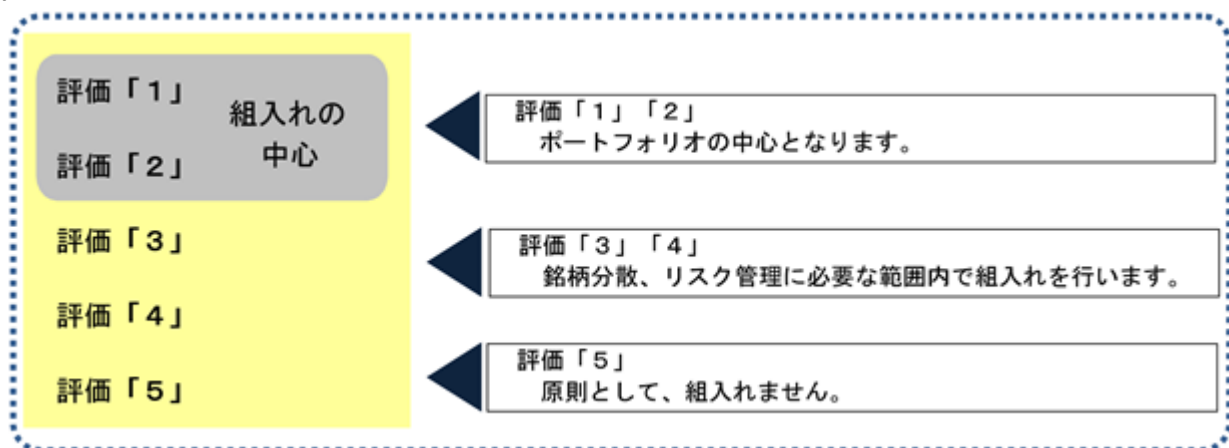 評価「１」
評価「２」
組入れの
中心
評価「３」
評価「４」
評価「５」
評価「１」「２」
ポートフォリオの中心となります。
評価「３」「４」
銘柄分散、リスク管理に必要な範囲内で組入れを行います。
評価「５」
原則として、組入れません。